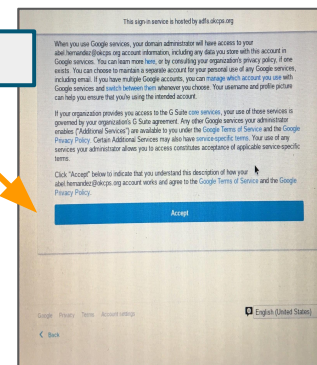 This sign-in service is hosted by adfs.okcps.org
When you use Google services, your domain administrator will have access to your
abel.hernandez@okcps.org account information, including any data you store with this account in
Google services. You can learn more here, or by consulting your organization's privacy policy, if one
exists. You can choose to maintain a separate account for your personal use of any Google services,
including email. If you have multiple Google accounts, you can manage which account you use with
Google services and switch between them whenever you choose. Your username and profile picture
can help you ensure that you're using the intended account.
If your organization provides you access to the G Suite core services, your use of those services is
governed by your organization's G Suite agreement. Any other Google services your administrator
enables ("Additional Services") are available to you under the Google Terms of Service and the Google
Privacy Policy. Certain Additional Services may also have service-specific terms. Your use of any
services your administrator allows you to access constitutes acceptance of applicable service-specific
terms.
Click "Accept" below to indicate that you understand this description of how your
abel.hernandez@okcps.org account works and agree to the Google Terms of Service and the Google
Privacy Policy.
Accept
Google Privacy Terms Account settings
English (United States)
Back